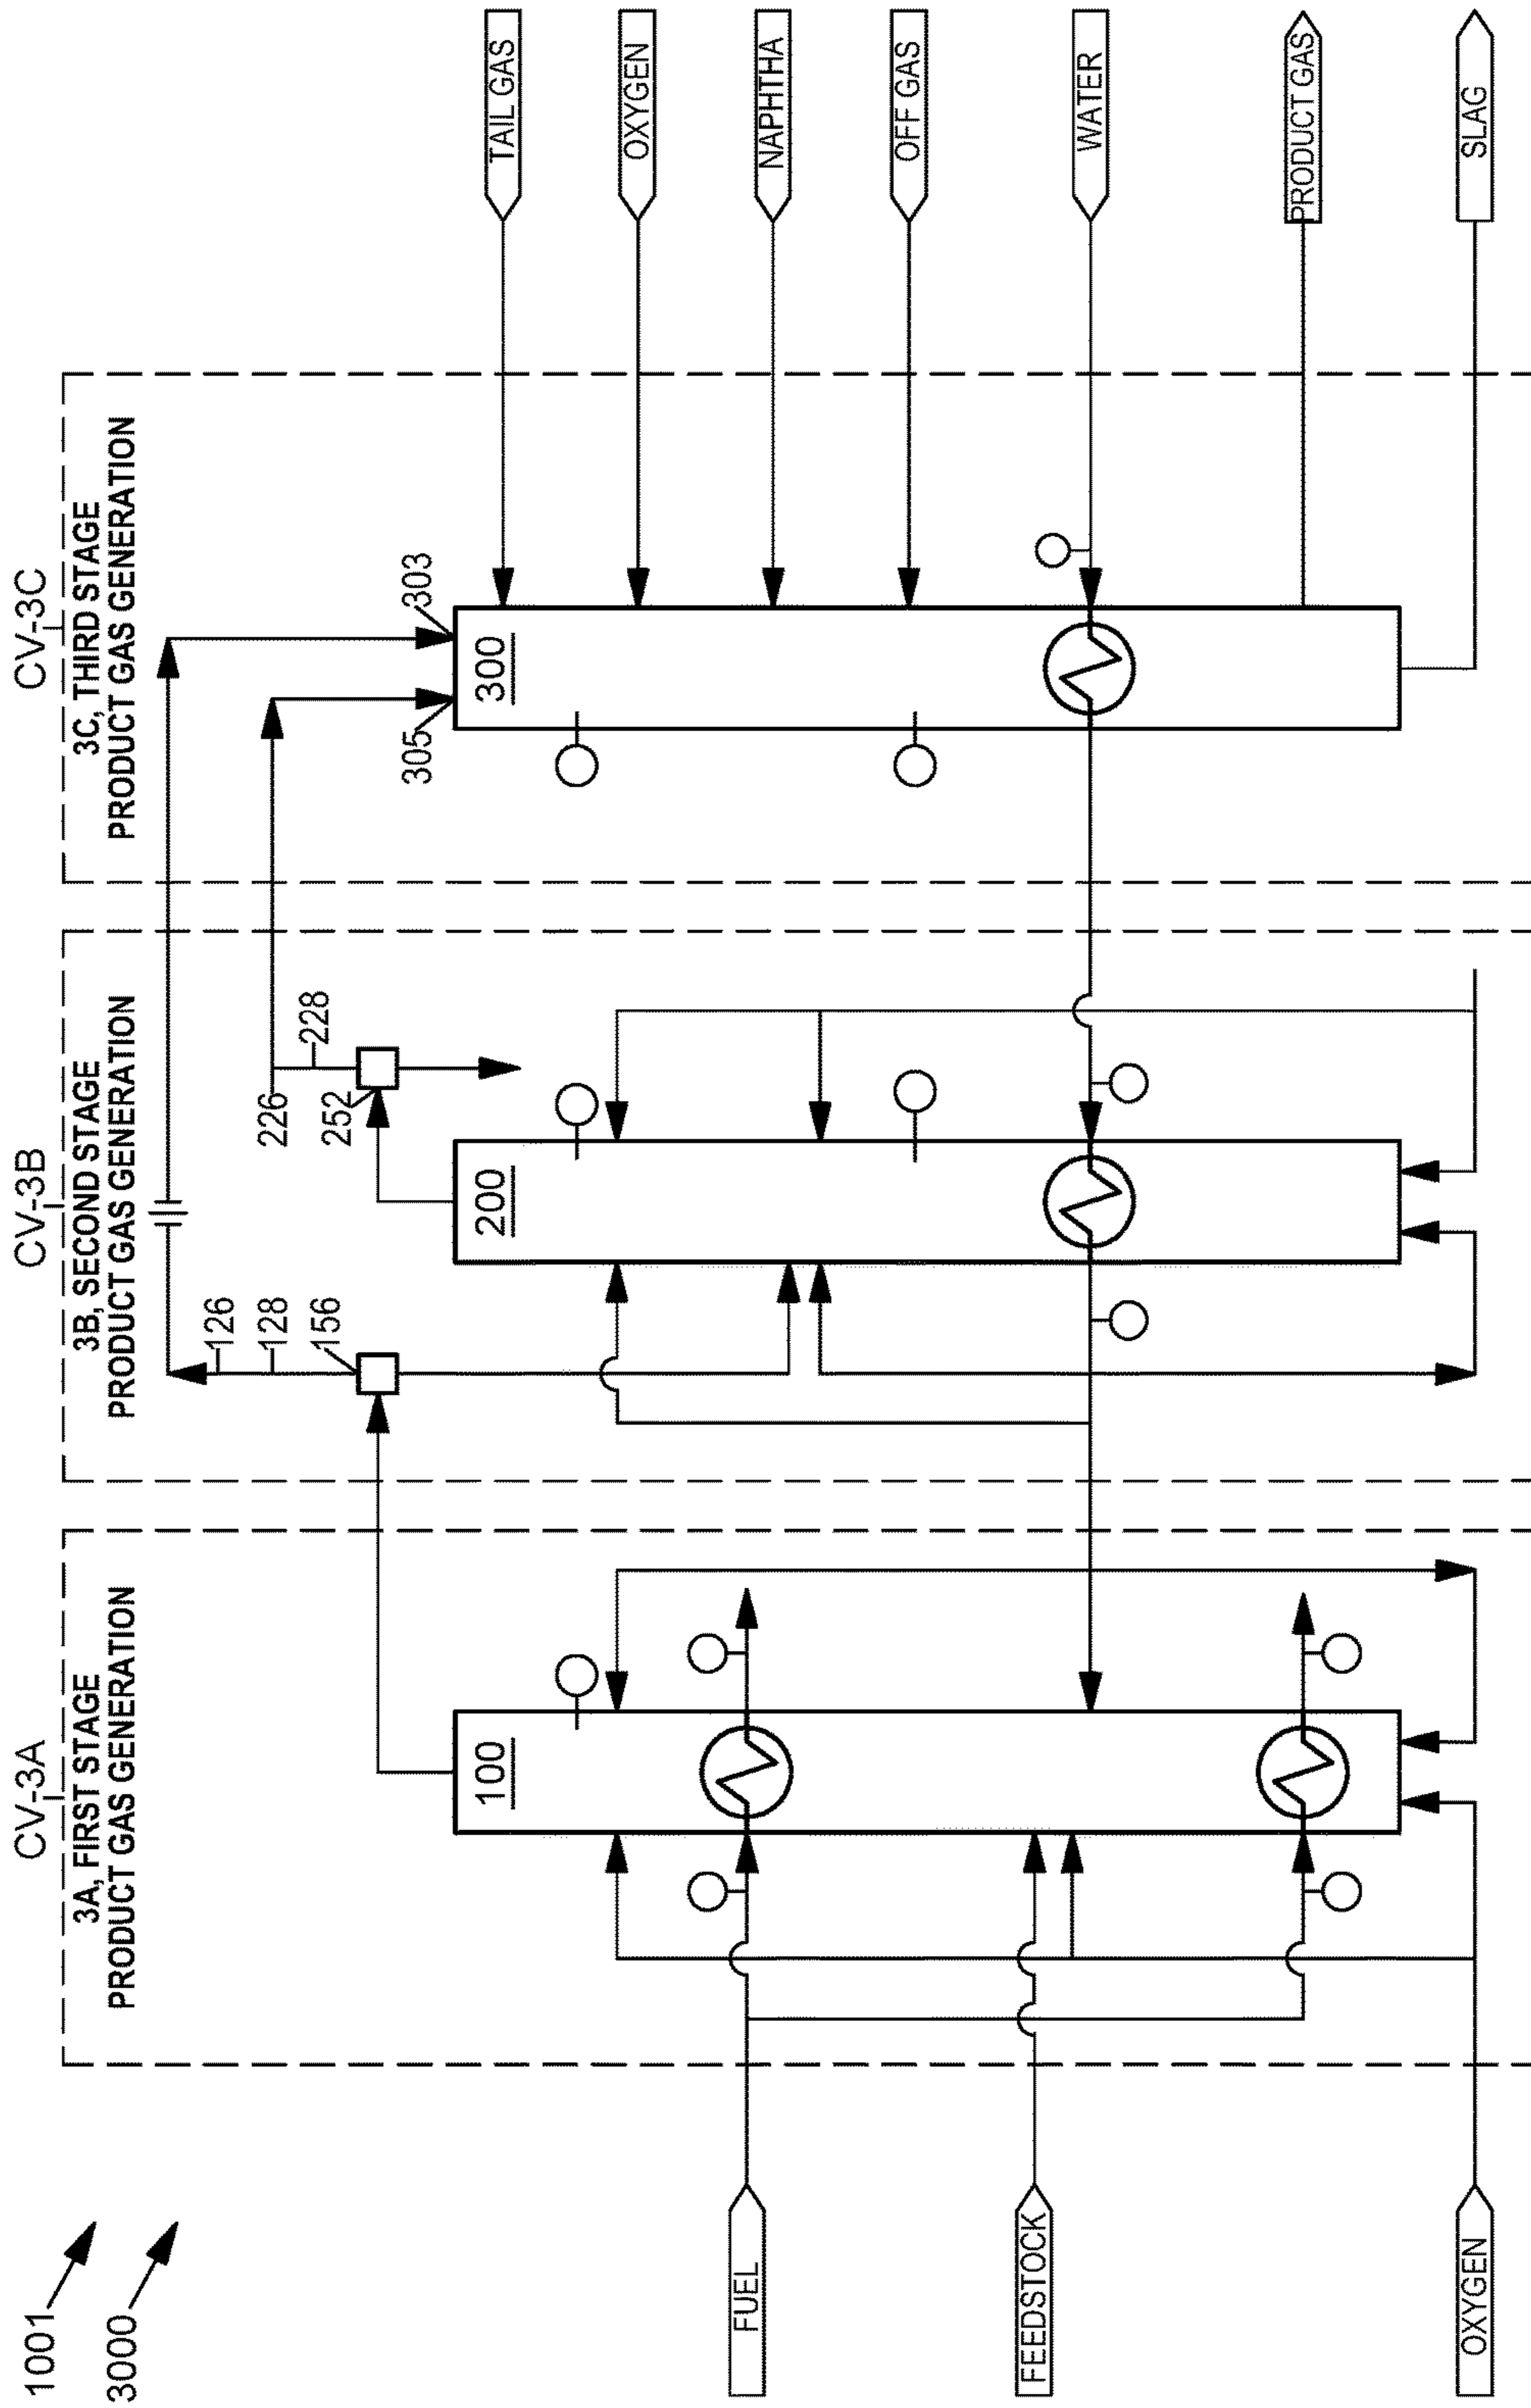 1001
3000
CV-3A
3A, FIRST STAGE
PRODUCT GAS GENERATION
CV-3B
3B, SECOND STAGE
PRODUCT GAS GENERATION
CV-3C
3C, THIRD STAGE
PRODUCT GAS GENERATION
126
128
156
226
228
252
305
303
100
200
300
FUEL
FEEDSTOCK
OXYGEN
TAIL GAS
OXYGEN
NAPHTHA
OFF GAS
WATER
PRODUCT GAS
SLAG